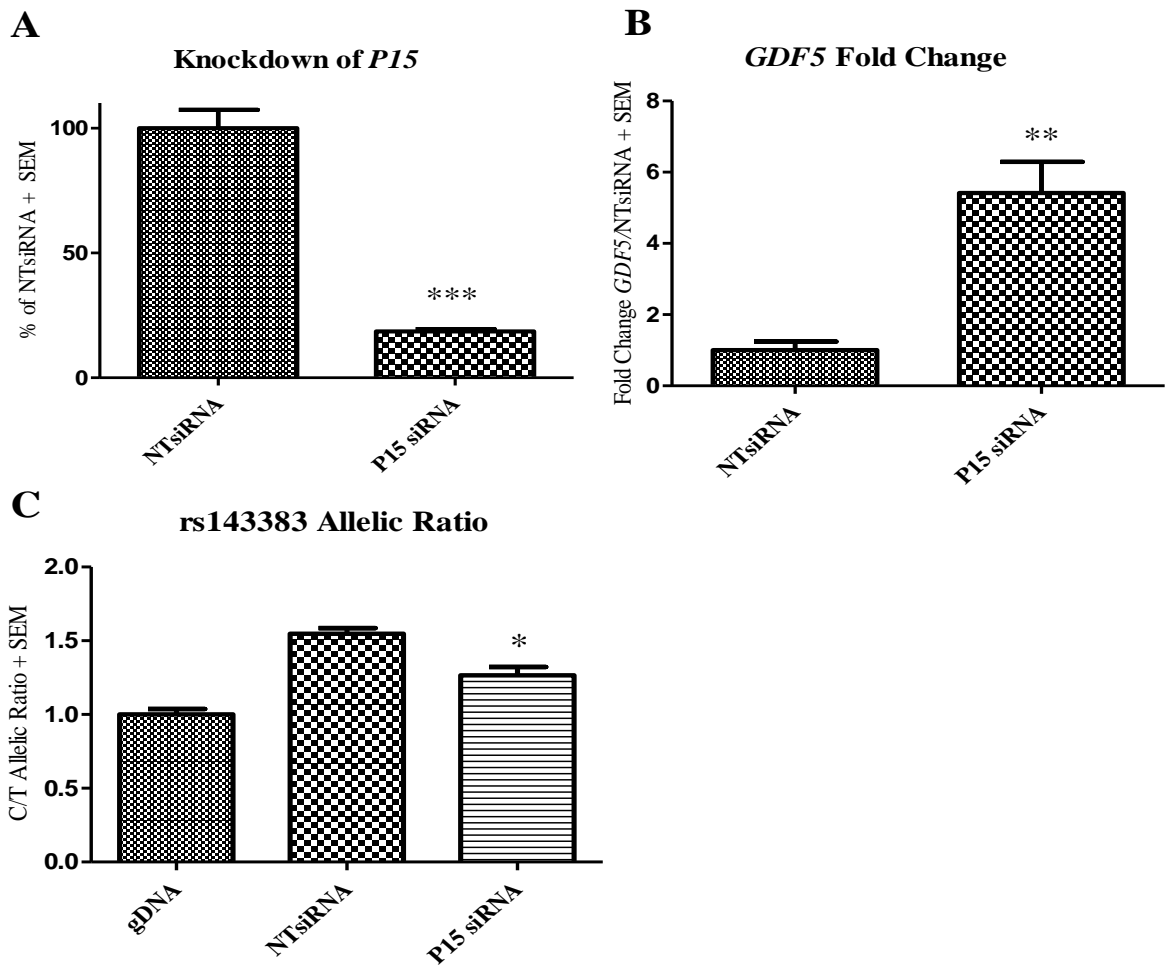 A
Knockdown of P15
% of NTsiRNA + SEM
100
50
0
***
NTsiRNA
P15 siRNA
B
GDF5 Fold Change
Fold Change GDF5/NTsiRNA + SEM
8
6
4
2
0
**
NTsiRNA
P15 siRNA
C
rs143383 Allelic Ratio
C/T Allelic Ratio + SEM
2.0
1.5
1.0
0.5
0.0
*
gDNA
NTsiRNA
P15 siRNA